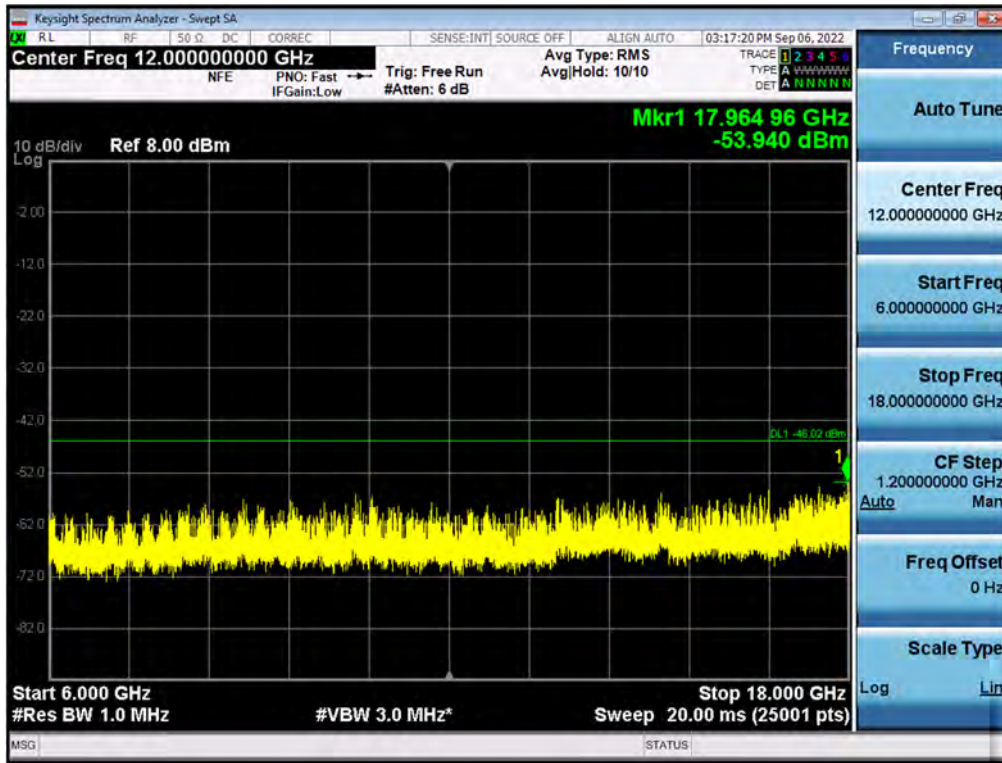 Keysight Spectrum Analyzer - Swept SA
LXI RL RF 50 Ω DC CORREC SENSE:INT SOURCE OFF ALIGN AUTO 03:17:20 PM Sep 06, 2022
Center Freq 12.000000000 GHz
NFE
PNO: Fast
IFGain:Low
Trig: Free Run
#Atten: 6 dB
Avg Type: RMS
Avg|Hold: 10/10
TRACE 1 2 3 4 5 6
TYPE A WWWWW
DET A N N N N N
Mkr1 17.964 96 GHz
-53.940 dBm
10 dB/div Ref 8.00 dBm
Log
-2.00
-12.0
-22.0
-32.0
-42.0
DL1 -46.02 dBm
1
-52.0
-62.0
-72.0
-82.0
Start 6.000 GHz Stop 18.000 GHz
#Res BW 1.0 MHz #VBW 3.0 MHz* Sweep 20.00 ms (25001 pts)
MSG STATUS
Frequency
Auto Tune
Center Freq
12.000000000 GHz
Start Freq
6.000000000 GHz
Stop Freq
18.000000000 GHz
CF Step
1.200000000 GHz
Auto Man
Freq Offset
0 Hz
Scale Type
Log Lin